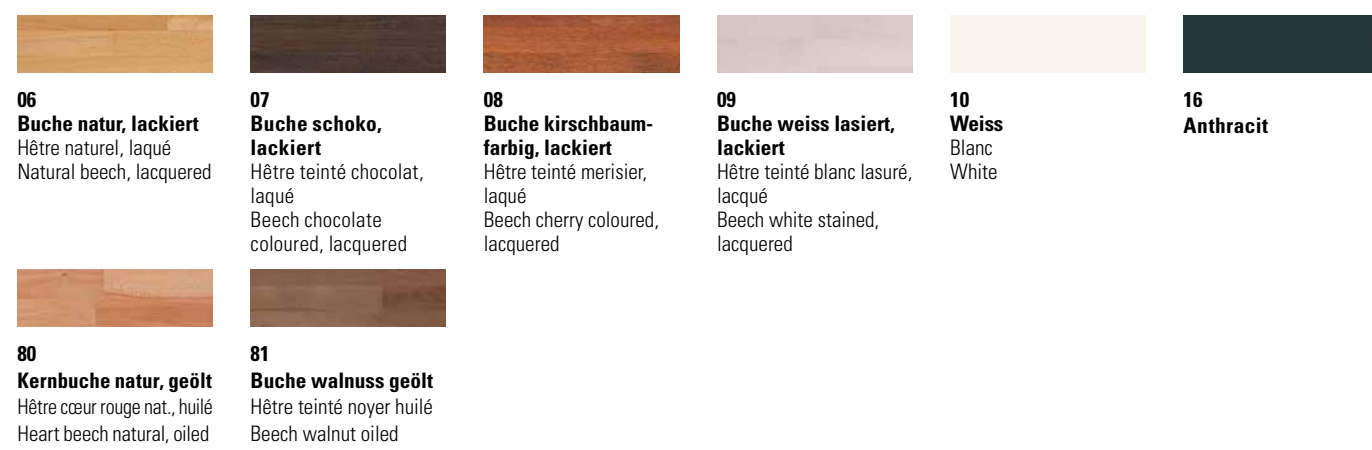 06
Buche natur, lackiert
Hêtre naturel, laqué
Natural beech, lacquered
07
Buche schoko,
lackiert
Hêtre teinté chocolat,
laqué
Beech chocolate
coloured, lacquered
08
Buche kirschbaum-
farbig, lackiert
Hêtre teinté merisier,
laqué
Beech cherry coloured,
lacquered
09
Buche weiss lasiert,
lackiert
Hêtre teinté blanc lasuré,
lacqué
Beech white stained,
lacquered
10
Weiss
Blanc
White
16
Anthracit
80
Kernbuche natur, geölt
Hêtre cœur rouge nat., huilé
Heart beech natural, oiled
81
Buche walnuss geölt
Hêtre teinté noyer huilé
Beech walnut oiled